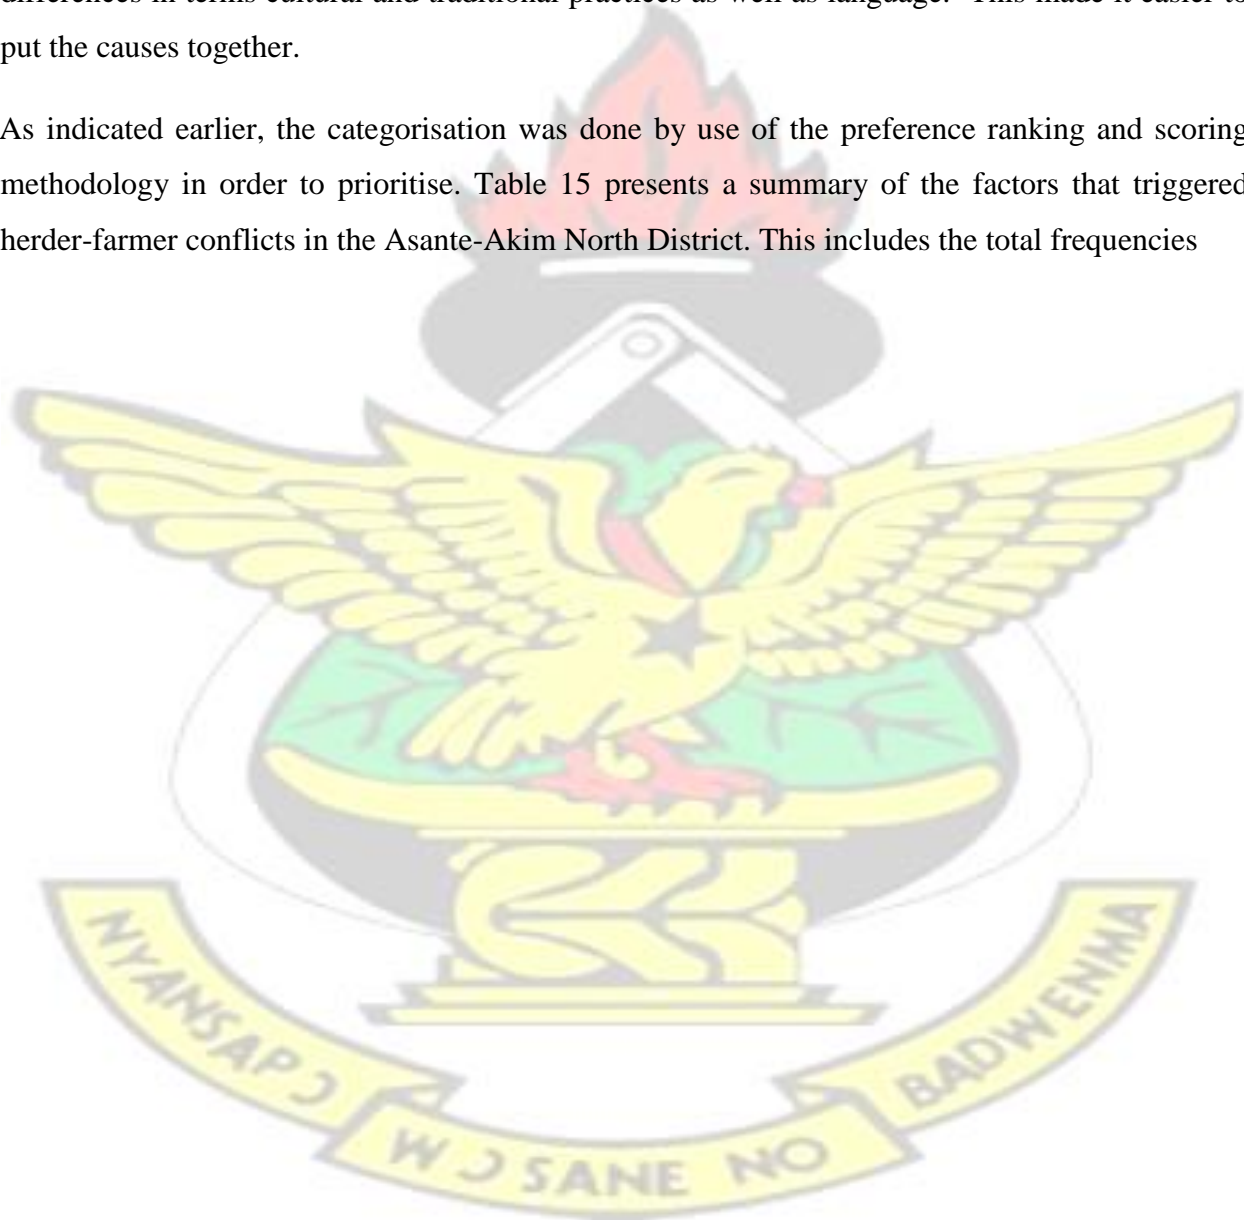 differences in terms cultural and traditional practices as well as language. This made it easier to
put the causes together.
As indicated earlier, the categorisation was done by use of the preference ranking and scoring
methodology in order to prioritise. Table 15 presents a summary of the factors that triggered
herder-farmer conflicts in the Asante-Akim North District. This includes the total frequencies
NYANSAPƆ
WƆSANE NO
BADWENMA